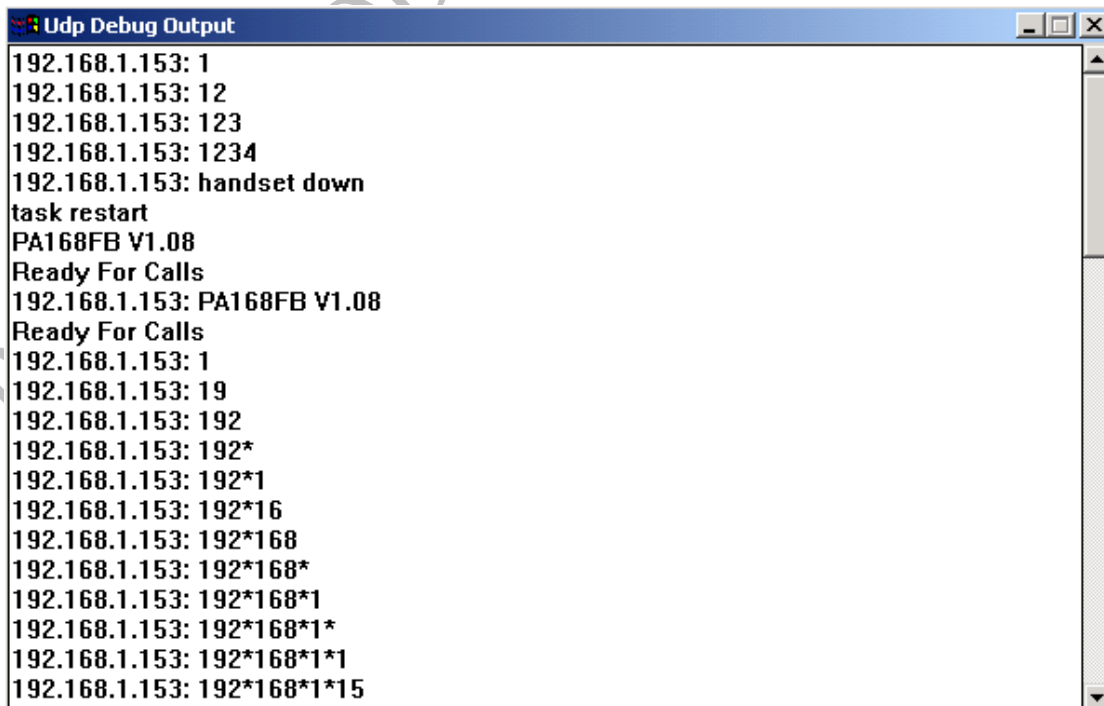 Udp Debug Output
192.168.1.153: 1
192.168.1.153: 12
192.168.1.153: 123
192.168.1.153: 1234
192.168.1.153: handset down
task restart
PA168FB V1.08
Ready For Calls
192.168.1.153: PA168FB V1.08
Ready For Calls
192.168.1.153: 1
192.168.1.153: 19
192.168.1.153: 192
192.168.1.153: 192*
192.168.1.153: 192*1
192.168.1.153: 192*16
192.168.1.153: 192*168
192.168.1.153: 192*168*
192.168.1.153: 192*168*1
192.168.1.153: 192*168*1*
192.168.1.153: 192*168*1*1
192.168.1.153: 192*168*1*15